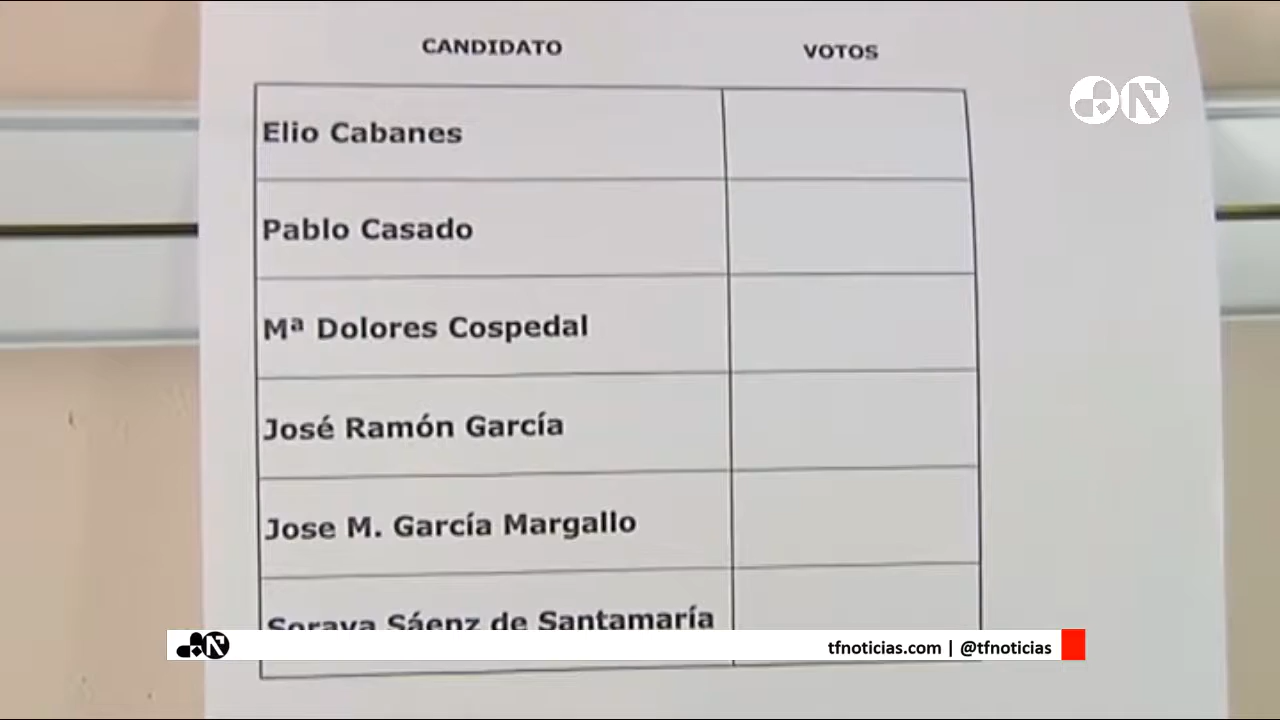 CANDIDATO VOTOS
Elio Cabanes
Pablo Casado
Mª Dolores Cospedal
José Ramón García
Jose M. García Margallo
Soraya Sáenz de Santamaría
tfnoticias.com | @tfnoticias